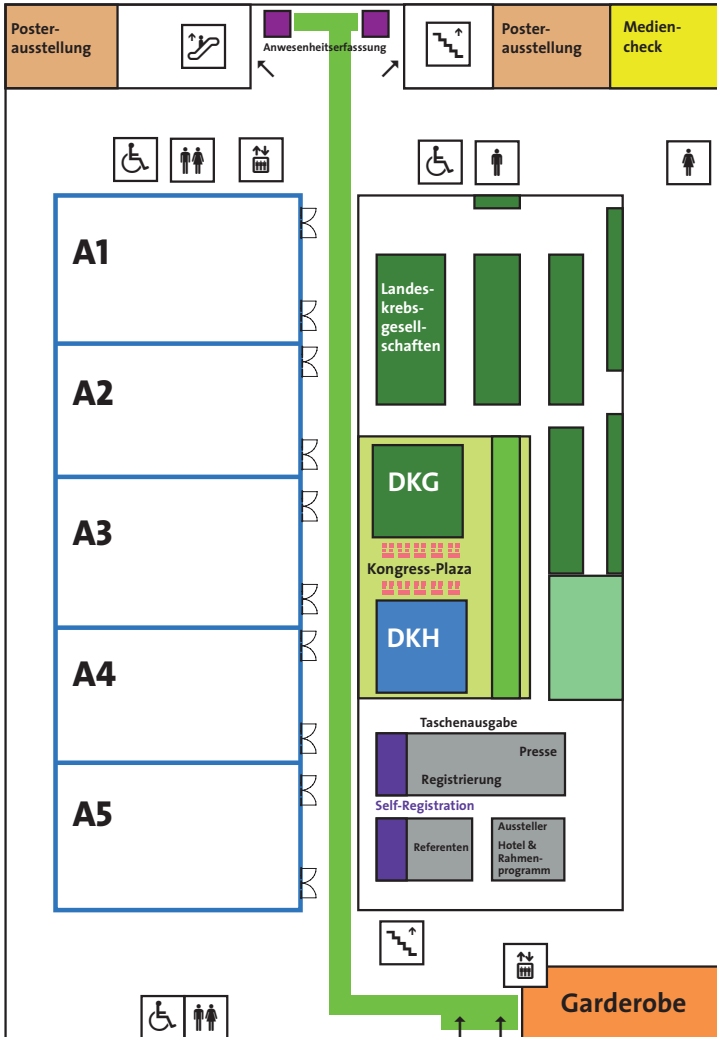 Poster-
ausstellung
Anwesenheitserfasssung
Poster-
ausstellung
Medien-
check
A1
A2
A3
A4
A5
Landes-
krebs-
gesell-
schaften
DKG
Kongress-Plaza
DKH
Taschenausgabe
Presse
Registrierung
Self-Registration
Referenten
Aussteller
Hotel &
Rahmen-
programm
Garderobe